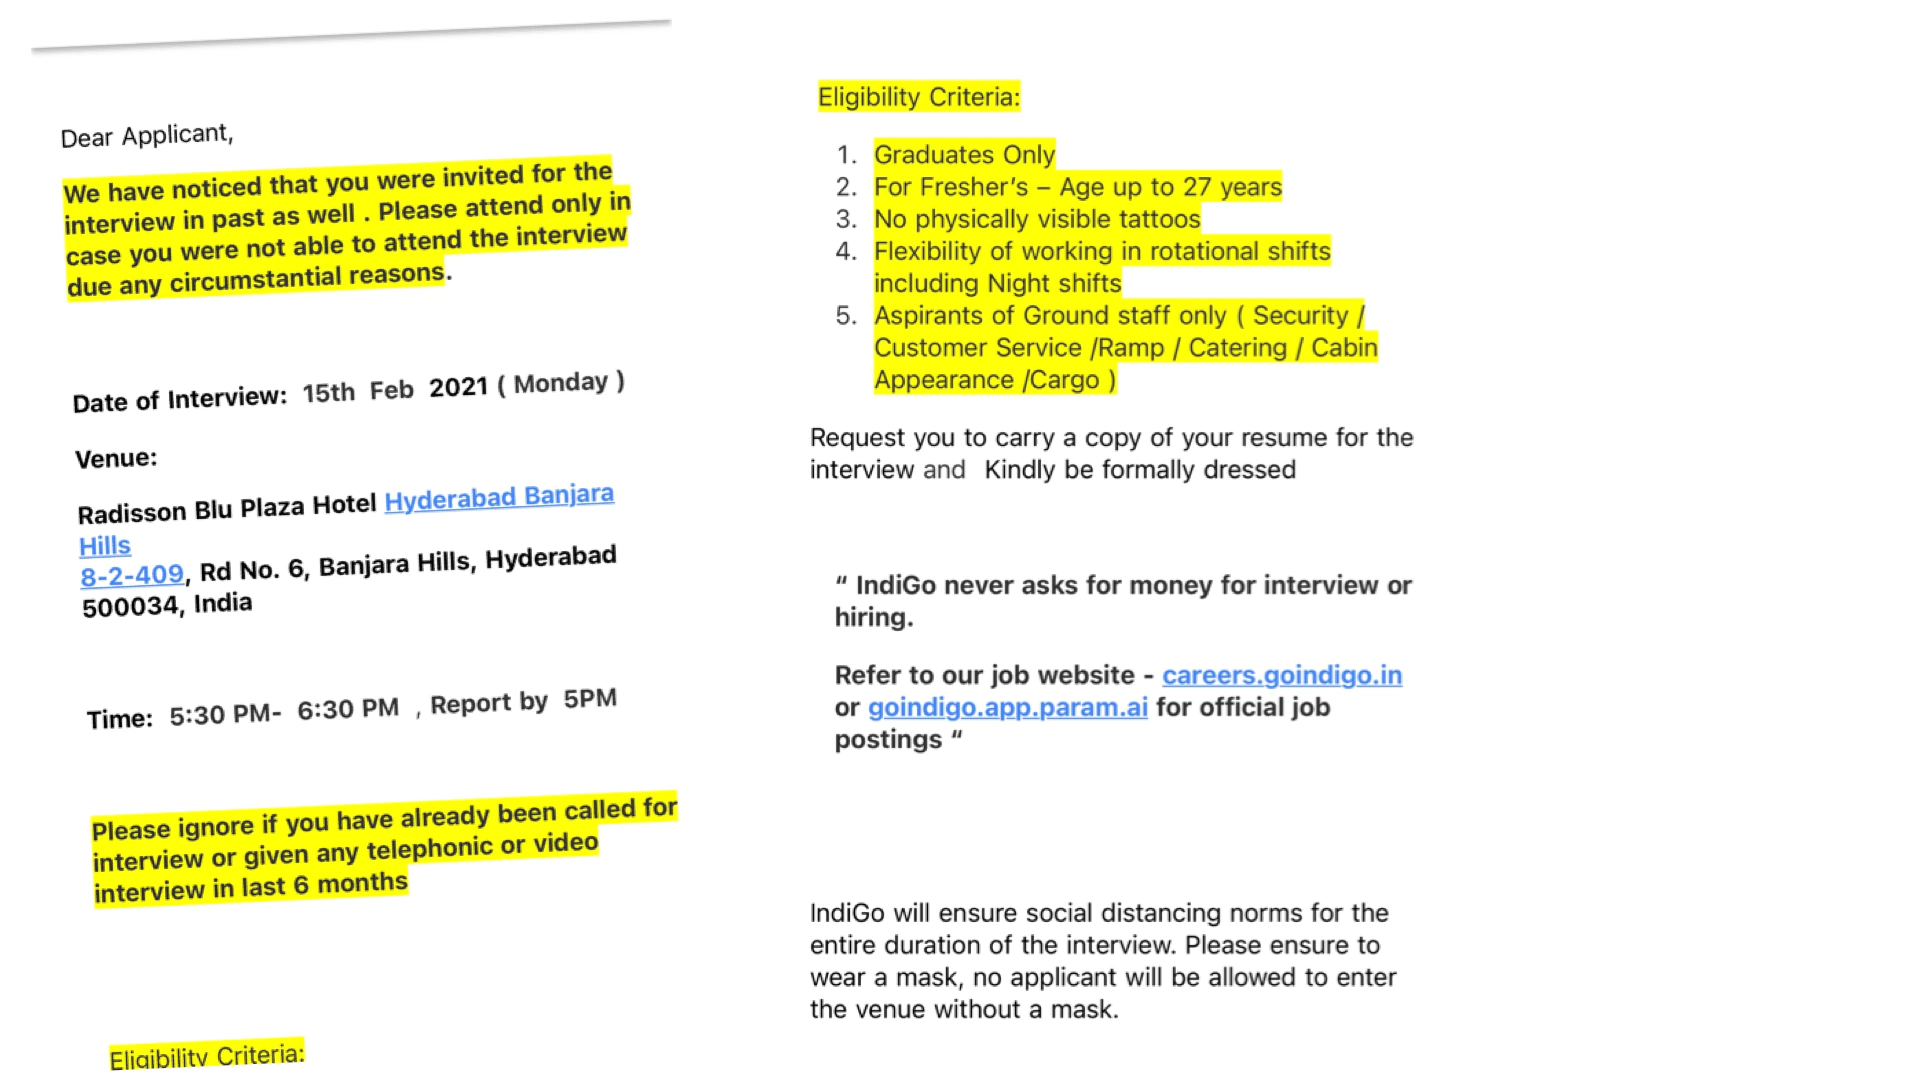 Dear Applicant,
We have noticed that you were invited for the
interview in past as well . Please attend only in
case you were not able to attend the interview
due any circumstantial reasons.
Date of Interview: 15th Feb 2021 ( Monday )
Venue:
Radisson Blu Plaza Hotel Hyderabad Banjara
Hills
8-2-409, Rd No. 6, Banjara Hills, Hyderabad
500034, India
Time: 5:30 PM- 6:30 PM , Report by 5PM
Please ignore if you have already been called for
interview or given any telephonic or video
interview in last 6 months
Eligibility Criteria:
Eligibility Criteria:
1. Graduates Only
2. For Fresher’s – Age up to 27 years
3. No physically visible tattoos
4. Flexibility of working in rotational shifts
including Night shifts
5. Aspirants of Ground staff only ( Security /
Customer Service /Ramp / Catering / Cabin
Appearance /Cargo )
Request you to carry a copy of your resume for the
interview and Kindly be formally dressed
“ IndiGo never asks for money for interview or
hiring.
Refer to our job website - careers.goindigo.in
or goindigo.app.param.ai for official job
postings “
IndiGo will ensure social distancing norms for the
entire duration of the interview. Please ensure to
wear a mask, no applicant will be allowed to enter
the venue without a mask.